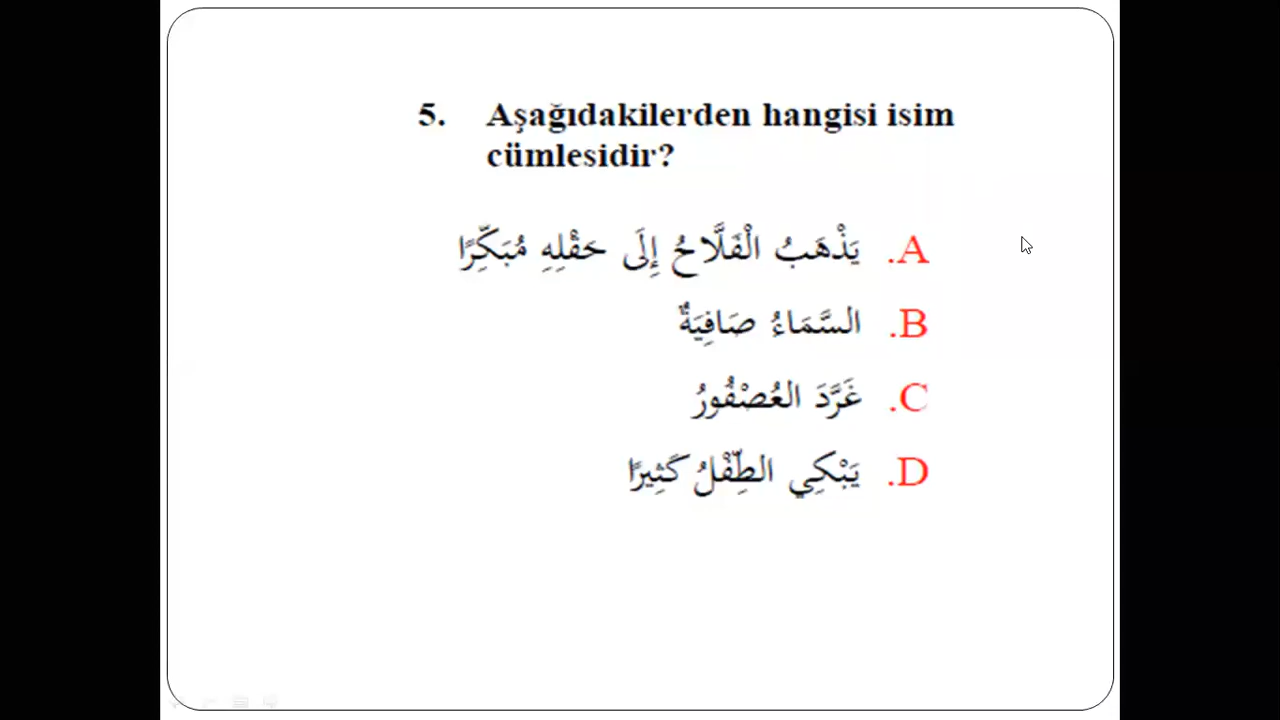 5. Aşağıdakilerden hangisi isim
cümlesidir?
A. يَذْهَبُ الْفَلَّاحُ إِلَى حَقْلِهِ مُبَكِّرًا
B. السَّمَاءُ صَافِيَةٌ
C. غَرَّدَ العُصْفُورُ
D. يَبْكِي الطِّفْلُ كَثِيرًا